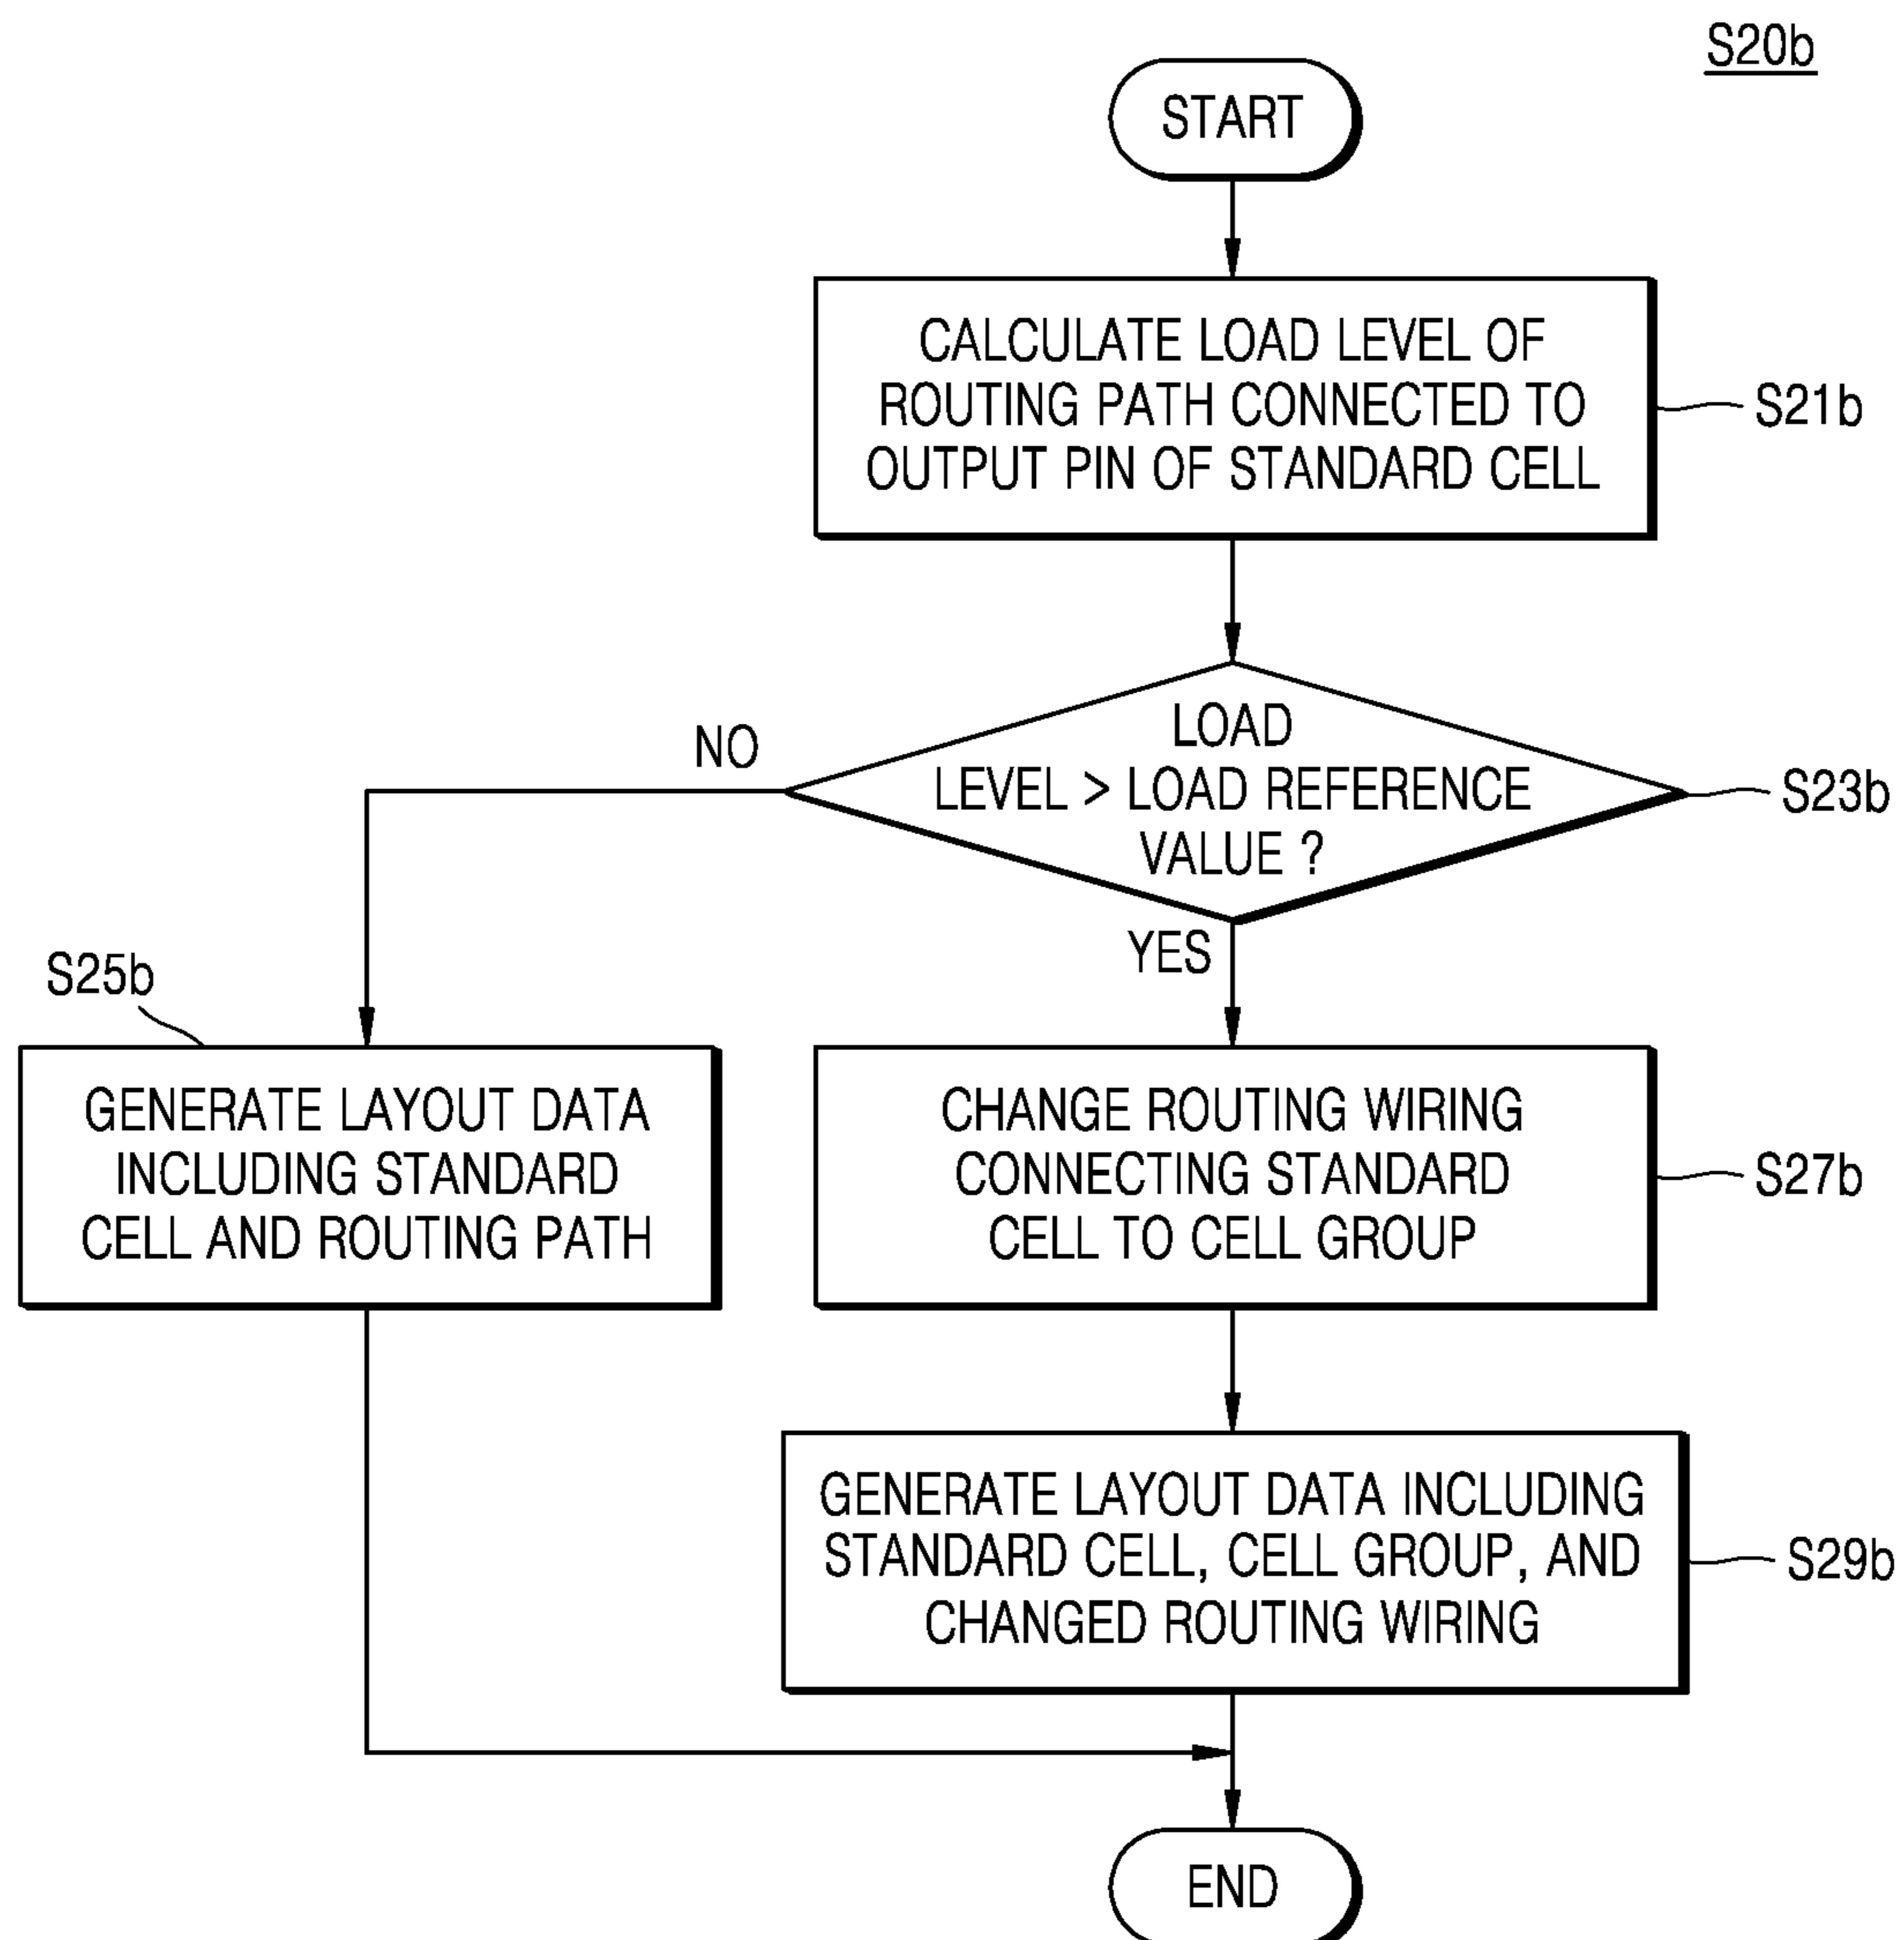 S20b
START
CALCULATE LOAD LEVEL OF
ROUTING PATH CONNECTED TO
OUTPUT PIN OF STANDARD CELL
S21b
LOAD
LEVEL > LOAD REFERENCE
VALUE ?
S23b
NO
YES
S25b
GENERATE LAYOUT DATA
INCLUDING STANDARD
CELL AND ROUTING PATH
CHANGE ROUTING WIRING
CONNECTING STANDARD
CELL TO CELL GROUP
S27b
GENERATE LAYOUT DATA INCLUDING
STANDARD CELL, CELL GROUP, AND
CHANGED ROUTING WIRING
S29b
END